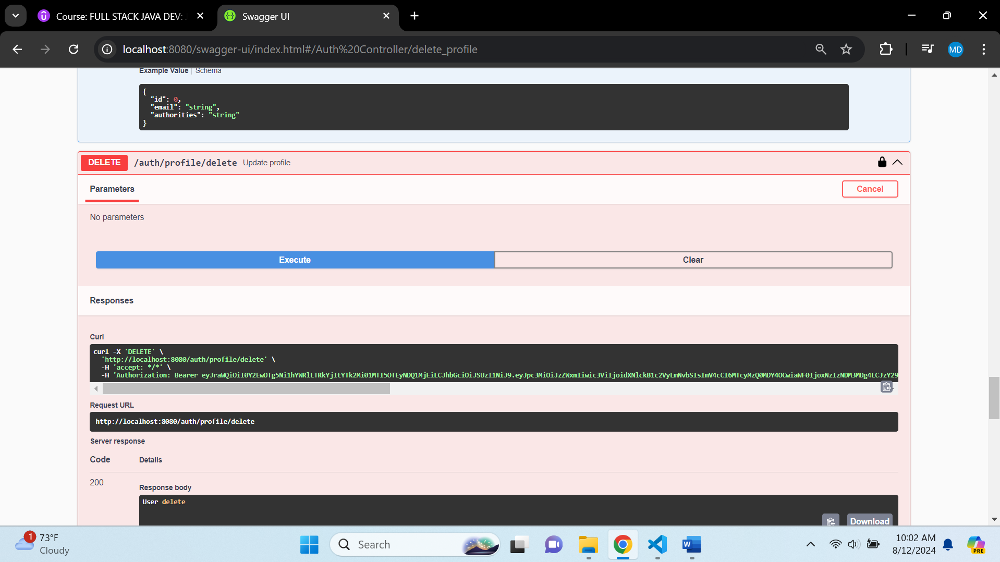 Course: FULL STACK JAVA DEV: J
Swagger UI
localhost:8080/swagger-ui/index.html#/Auth%20Controller/delete_profile
MD
Example Value | Schema
{
"id": 0,
"email": "string",
"authorities": "string"
}
DELETE /auth/profile/delete Update profile
Parameters
Cancel
No parameters
Execute
Clear
Responses
Curl
curl -X 'DELETE' \
'http://localhost:8080/auth/profile/delete' \
-H 'accept: */*' \
-H 'Authorization: Bearer
Request URL
http://localhost:8080/auth/profile/delete
Server response
Code Details
200
Response body
User delete
Download
1
73°F
Cloudy
Search
W
10:02 AM
8/12/2024
PRE